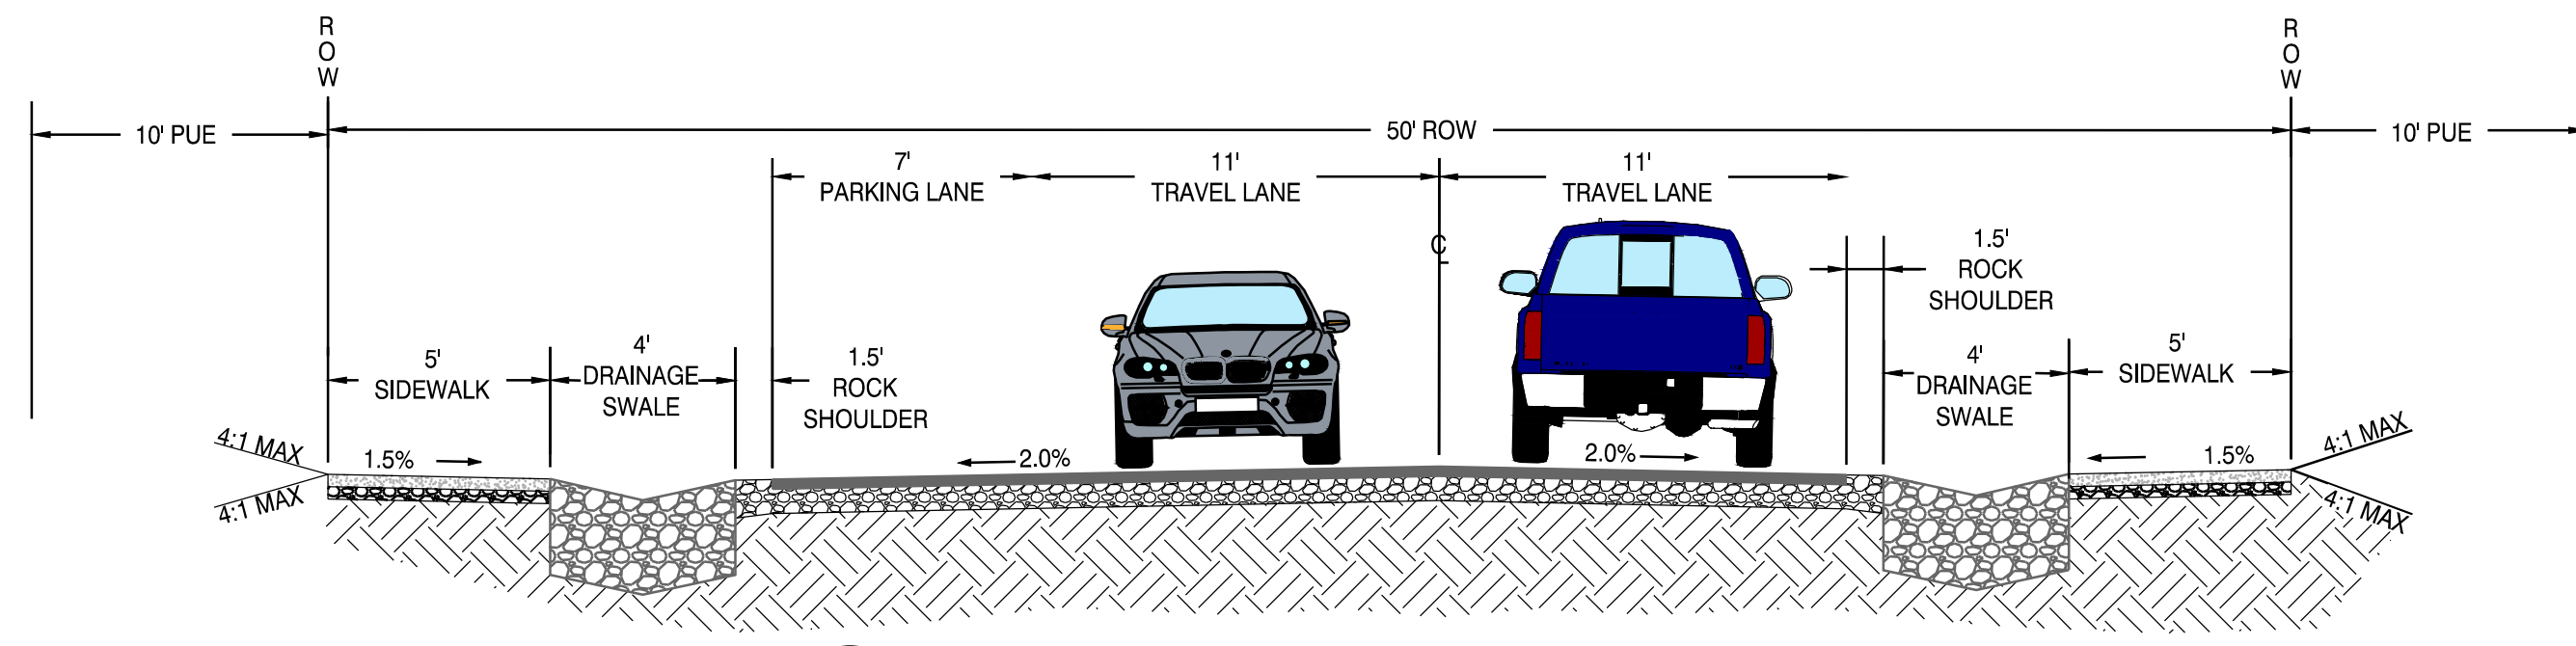 R
O
W
R
O
W
10' PUE
50' ROW
10' PUE
7'
PARKING LANE
11'
TRAVEL LANE
11'
TRAVEL LANE
CL
1.5'
ROCK
SHOULDER
5'
SIDEWALK
4'
DRAINAGE
SWALE
1.5'
ROCK
SHOULDER
4'
DRAINAGE
SWALE
5'
SIDEWALK
4:1 MAX
4:1 MAX
1.5%
2.0%
2.0%
1.5%
4:1 MAX
4:1 MAX